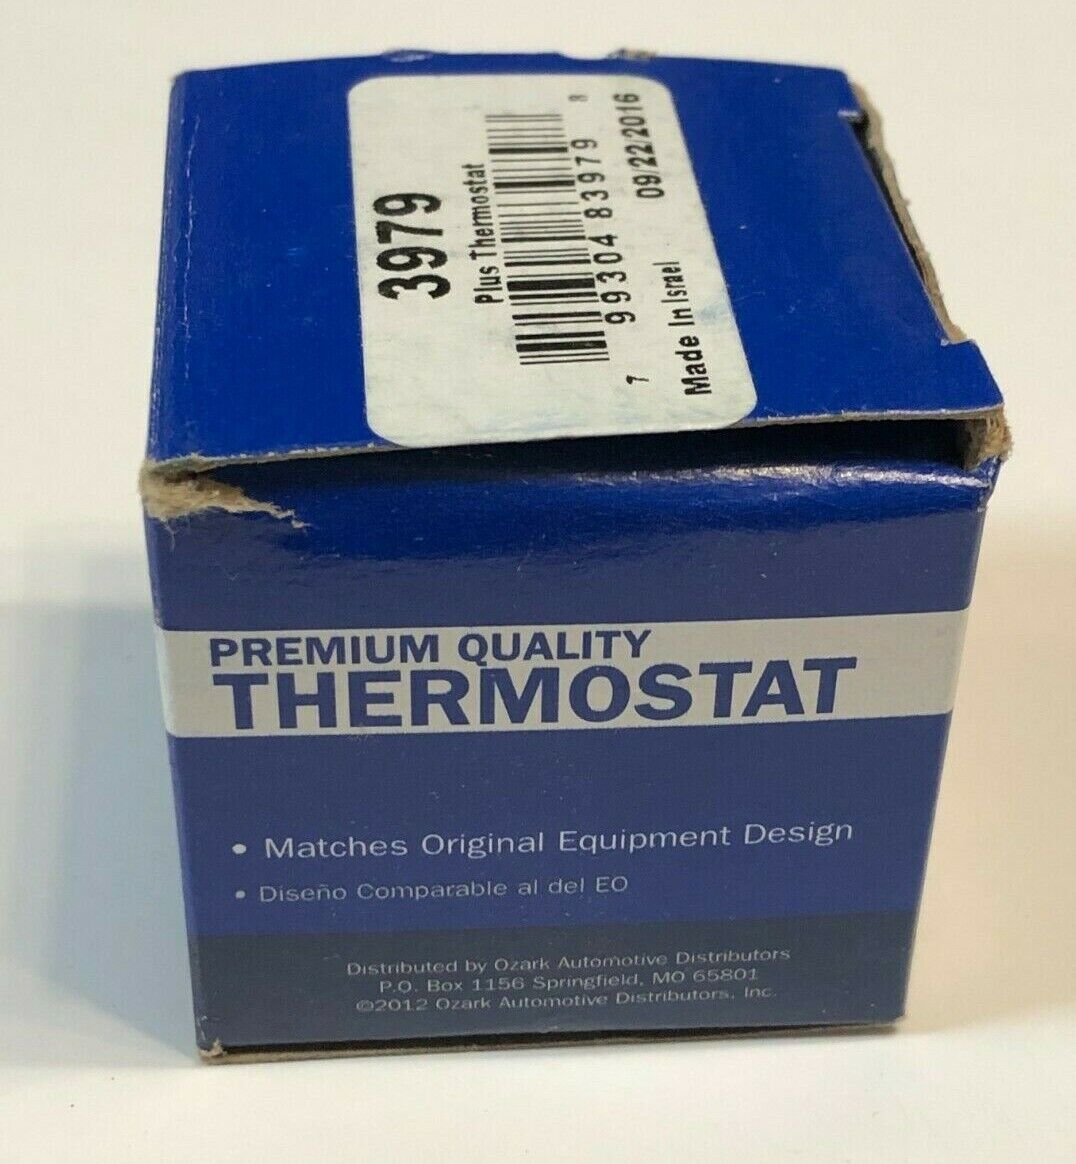 3979
Plus Thermostat
7 99304 83979 8
Made In Israel 09/22/2016
PREMIUM QUALITY
THERMOSTAT
• Matches Original Equipment Design
• Diseño Comparable al del EO
Distributed by Ozark Automotive Distributors
P.O. Box 1156 Springfield, MO 65801
©2012 Ozark Automotive Distributors, Inc.